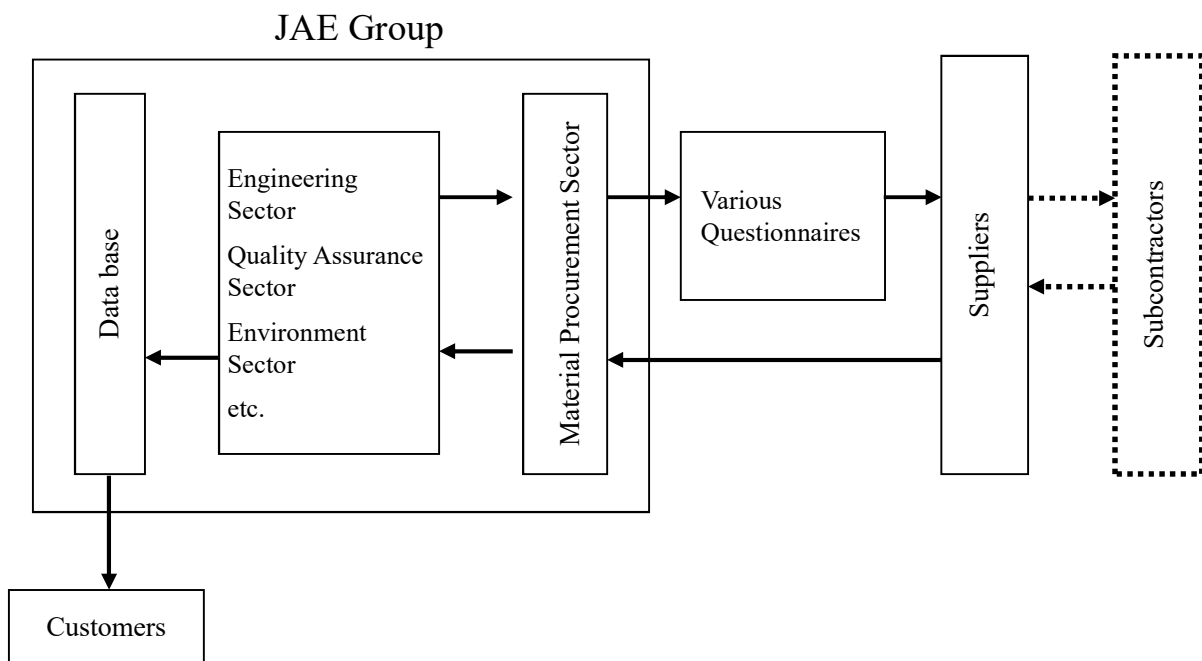 JAE Group
Data base
Engineering
Sector
Quality Assurance
Sector
Environment
Sector
etc.
Material Procurement Sector
Various
Questionnaires
Suppliers
Subcontractors
Customers